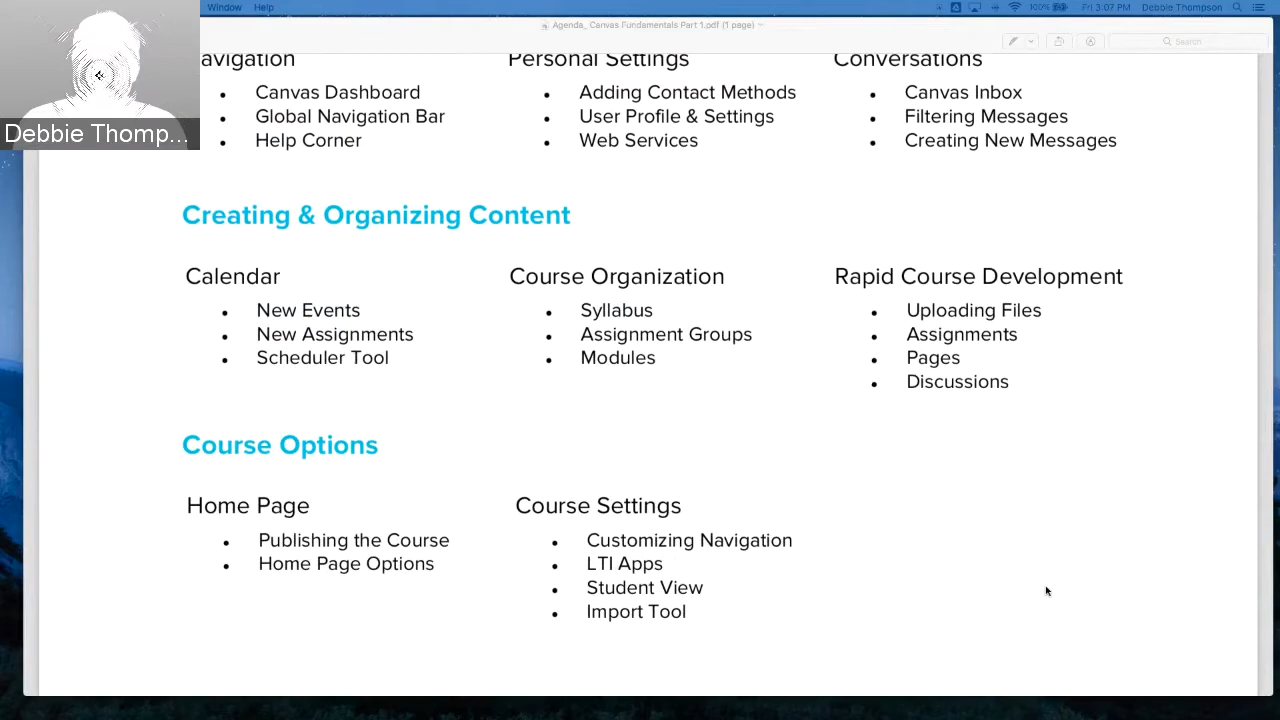 Window Help 100% Fri 3:07 PM Debbie Thompson
Agenda_ Canvas Fundamentals Part 1.pdf (1 page)
Search
Debbie Thomp...
avigation
Canvas Dashboard
Global Navigation Bar
Help Corner
Personal Settings
Adding Contact Methods
User Profile & Settings
Web Services
Conversations
Canvas Inbox
Filtering Messages
Creating New Messages
Creating & Organizing Content
Calendar
New Events
New Assignments
Scheduler Tool
Course Organization
Syllabus
Assignment Groups
Modules
Rapid Course Development
Uploading Files
Assignments
Pages
Discussions
Course Options
Home Page
Publishing the Course
Home Page Options
Course Settings
Customizing Navigation
LTI Apps
Student View
Import Tool